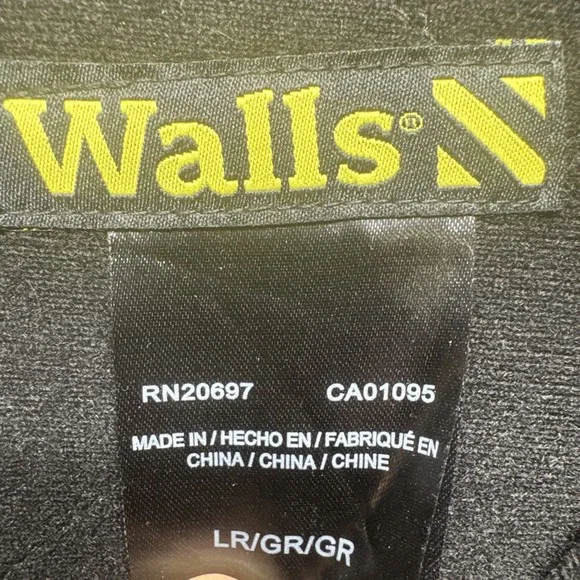 Walls®
RN20697 CA01095
MADE IN / HECHO EN / FABRIQUÉ EN
CHINA / CHINA / CHINE
LR/GR/GR